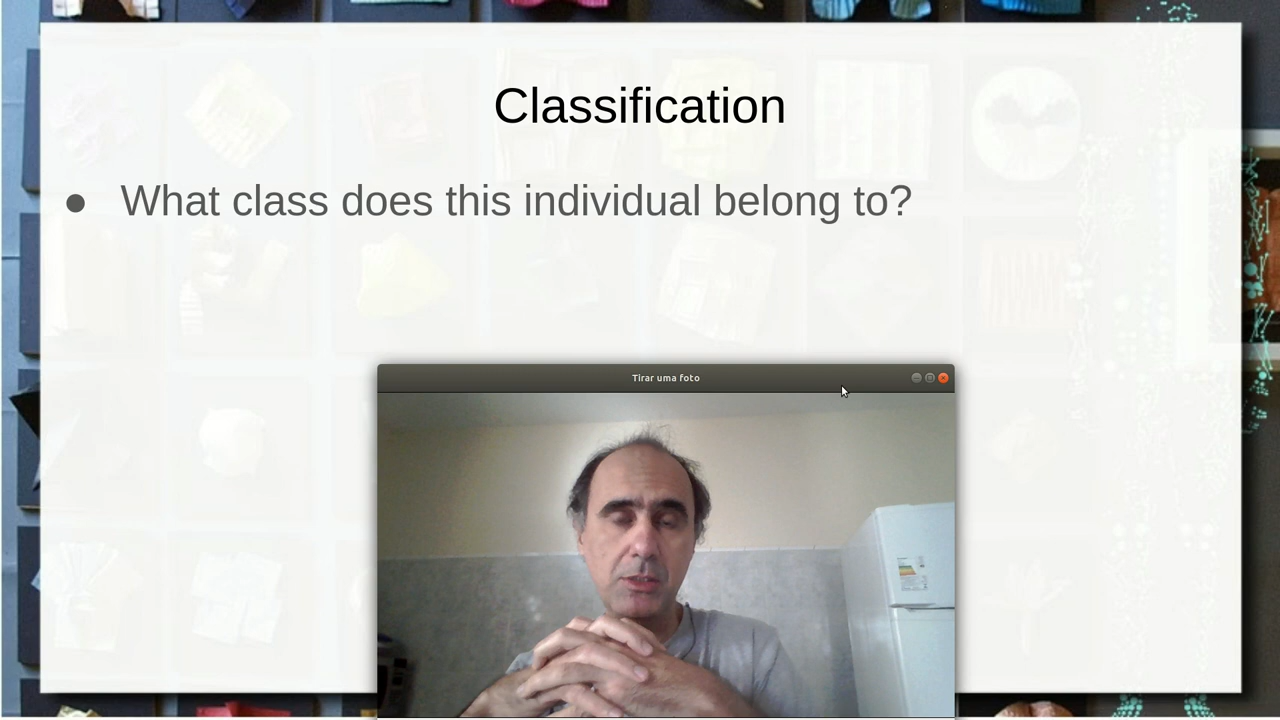 Classification
● What class does this individual belong to?
Tirar uma foto